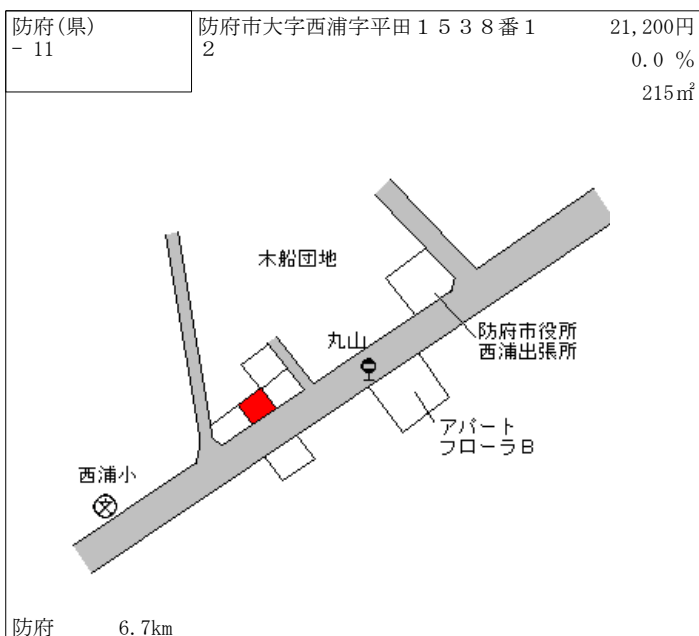 防府(県)
- 11
防府市大字西浦字平田１５３８番１
２
21,200円
0.0 %
215㎡
木船団地
丸山
防府市役所
西浦出張所
アパート
フローラＢ
西浦小
文
防府 6.7km